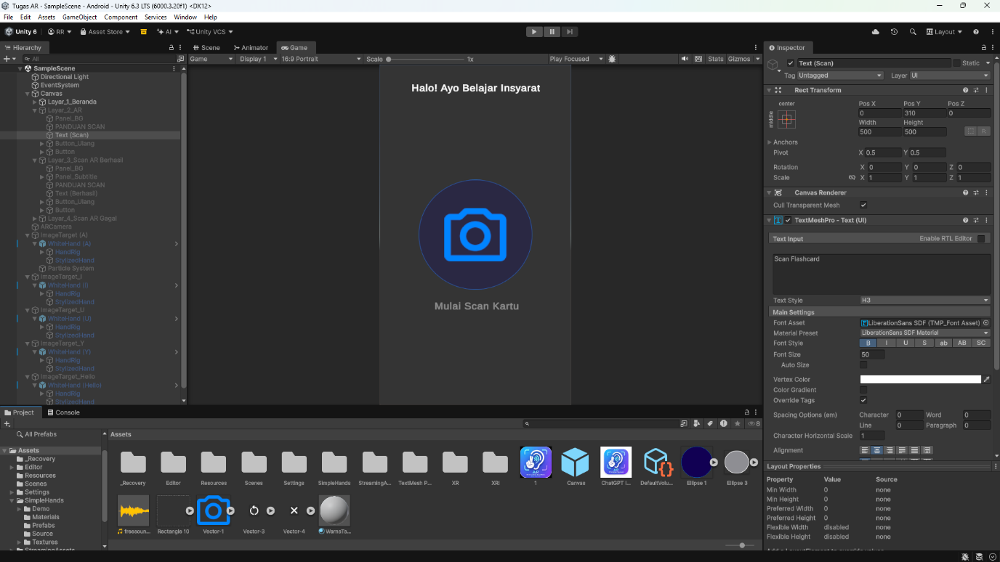 Tugas AR - SampleScene - Android - Unity 6.3 LTS (6000.3.20f1) <DX12>
File Edit Assets GameObject Component Services Window Help
Unity 6 RR Asset Store AI Unity VCS Layout
Hierarchy
All
SampleScene
Directional Light
EventSystem
Canvas
Layar_1_Beranda
Layar_2_AR
Panel_BG
PANDUAN SCAN
Text (Scan)
Button_Ulang
Button
Layar_3_Scan AR Berhasil
Panel_BG
Panel_Subtitle
PANDUAN SCAN
Text (Berhasil)
Button_Ulang
Button
Layar_4_Scan AR Gagal
ARCamera
ImageTarget (A)
WhiteHand (A)
HandRig
StylizedHand
Particle System
ImageTarget_I
WhiteHand (I)
HandRig
StylizedHand
ImageTarget_U
WhiteHand (U)
HandRig
StylizedHand
ImageTarget_Y
WhiteHand (Y)
HandRig
StylizedHand
ImageTarget_Hello
WhiteHand (Hello)
HandRig
StylizedHand
Scene Animator Game
Game Display 1 16:9 Portrait Scale 1x Play Focused Stats Gizmos
Halo! Ayo Belajar Insyarat
Mulai Scan Kartu
Inspector
Text (Scan) Static
Tag Untagged Layer UI
Rect Transform
center
middle
Pos X Pos Y Pos Z
0 310 0
Width Height
500 500 R
Anchors
Pivot X 0.5 Y 0.5
Rotation X 0 Y 0 Z 0
Scale X 1 Y 1 Z 1
Canvas Renderer
Cull Transparent Mesh
TextMeshPro - Text (UI)
Text Input Enable RTL Editor
Scan Flashcard
Text Style H3
Main Settings
Font Asset LiberationSans SDF (TMP_Font Asset)
Material Preset LiberationSans SDF Material
Font Style B I U S ab AB SC
Font Size 50
Auto Size
Vertex Color
Color Gradient
Override Tags
Spacing Options (em) Character 0 Word 0
Line 0 Paragraph 0
Character Horizontal Scale 1
Alignment
Layout Properties
Property Value Source
Min Width 0 none
Min Height 0 none
Preferred Width 0 none
Preferred Height 0 none
Flexible Width disabled none
Flexible Height disabled none
Project Console
8
All Prefabs
Assets
_Recovery
Editor
Resources
Scenes
Settings
SimpleHands
Demo
Materials
Prefabs
Source
Textures
StreamingAssets
Assets
_Recovery Editor Resources Scenes Settings SimpleHands StreamingA... TextMesh P... XR XRI 1 Canvas ChatGPT I... DefaultVolu... Ellipse 1 Ellipse 3
freesoun... Rectangle 10 Vector-1 Vector-3 Vector-4 WarnaTa...